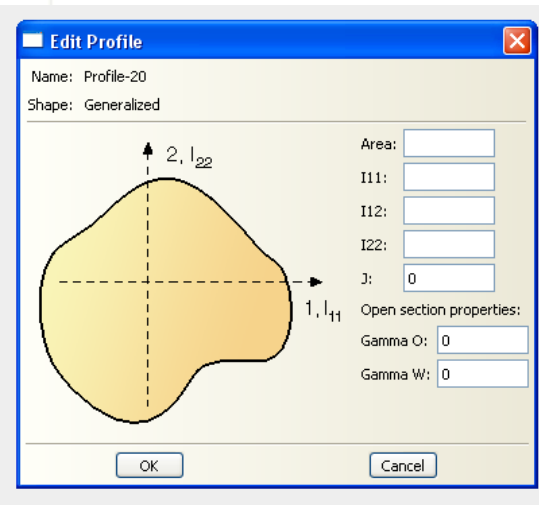 Edit Profile
Name: Profile-20
Shape: Generalized
2, I22
1, I11
Area:
I11:
I12:
I22:
J: 0
Open section properties:
Gamma O: 0
Gamma W: 0
OK
Cancel